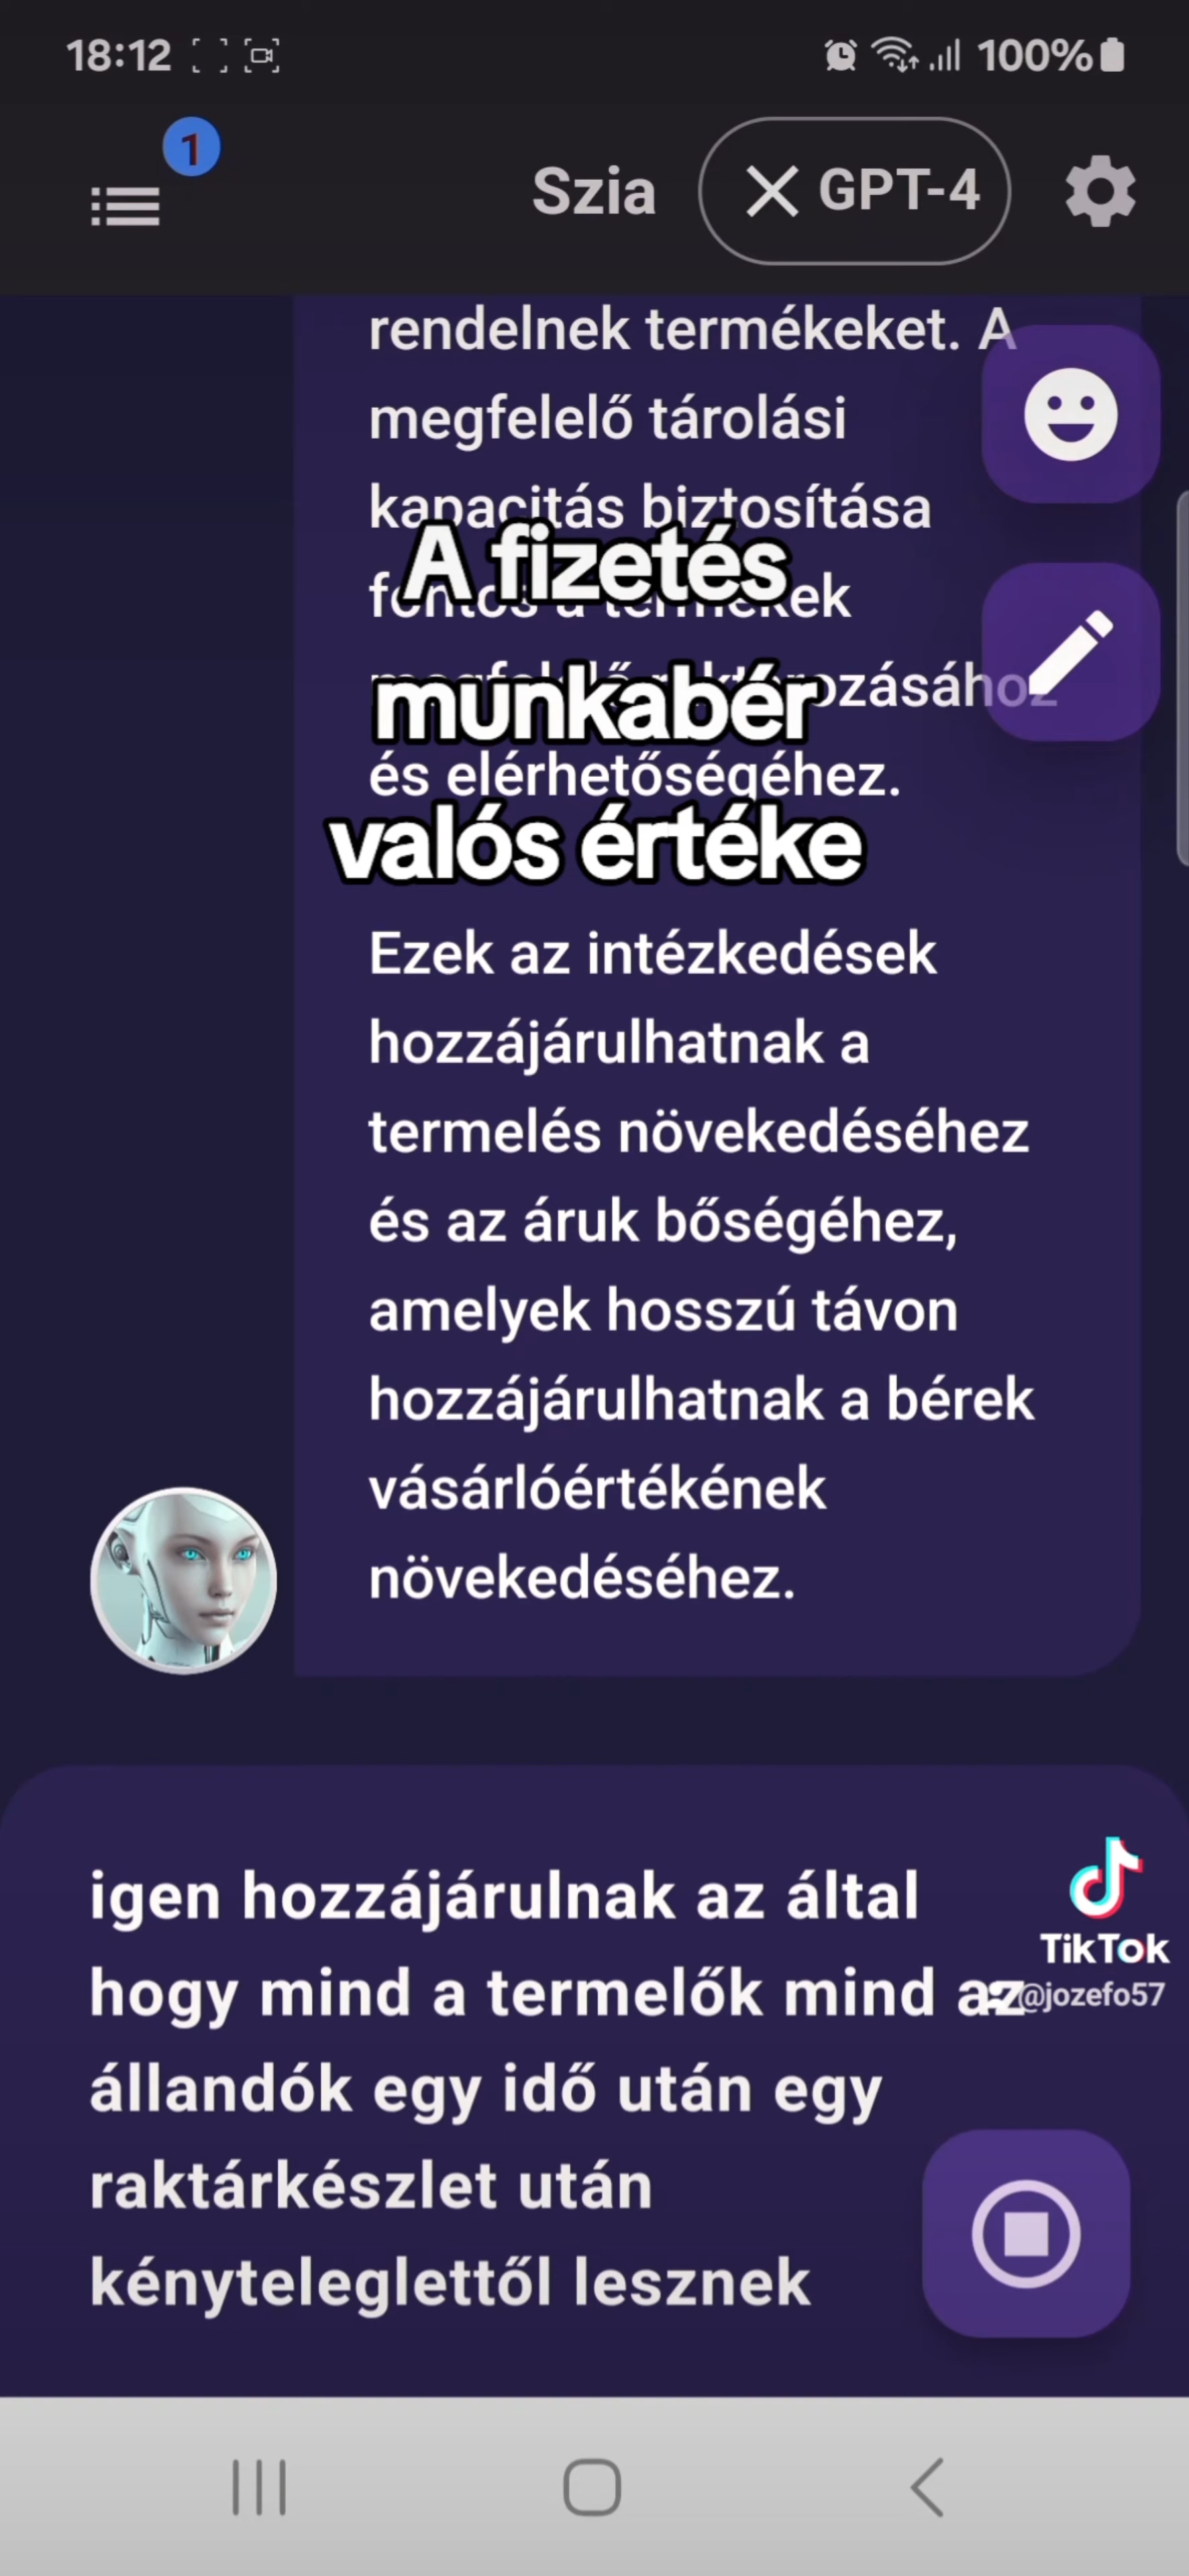 18:12
100%
1
Szia
GPT-4
rendelnek termékeket. A
megfelelő tárolási
kapacitás biztosítása
A fizetés
munkabér
és elérhetőségéhez.
valós értéke
Ezek az intézkedések
hozzájárulhatnak a
termelés növekedéséhez
és az áruk bőségéhez,
amelyek hosszú távon
hozzájárulhatnak a bérek
vásárlóértékének
növekedéséhez.
igen hozzájárulnak az által
hogy mind a termelők mind az
állandók egy idő után egy
raktárkészlet után
kényteleglettől lesznek
TikTok
@jozefo57